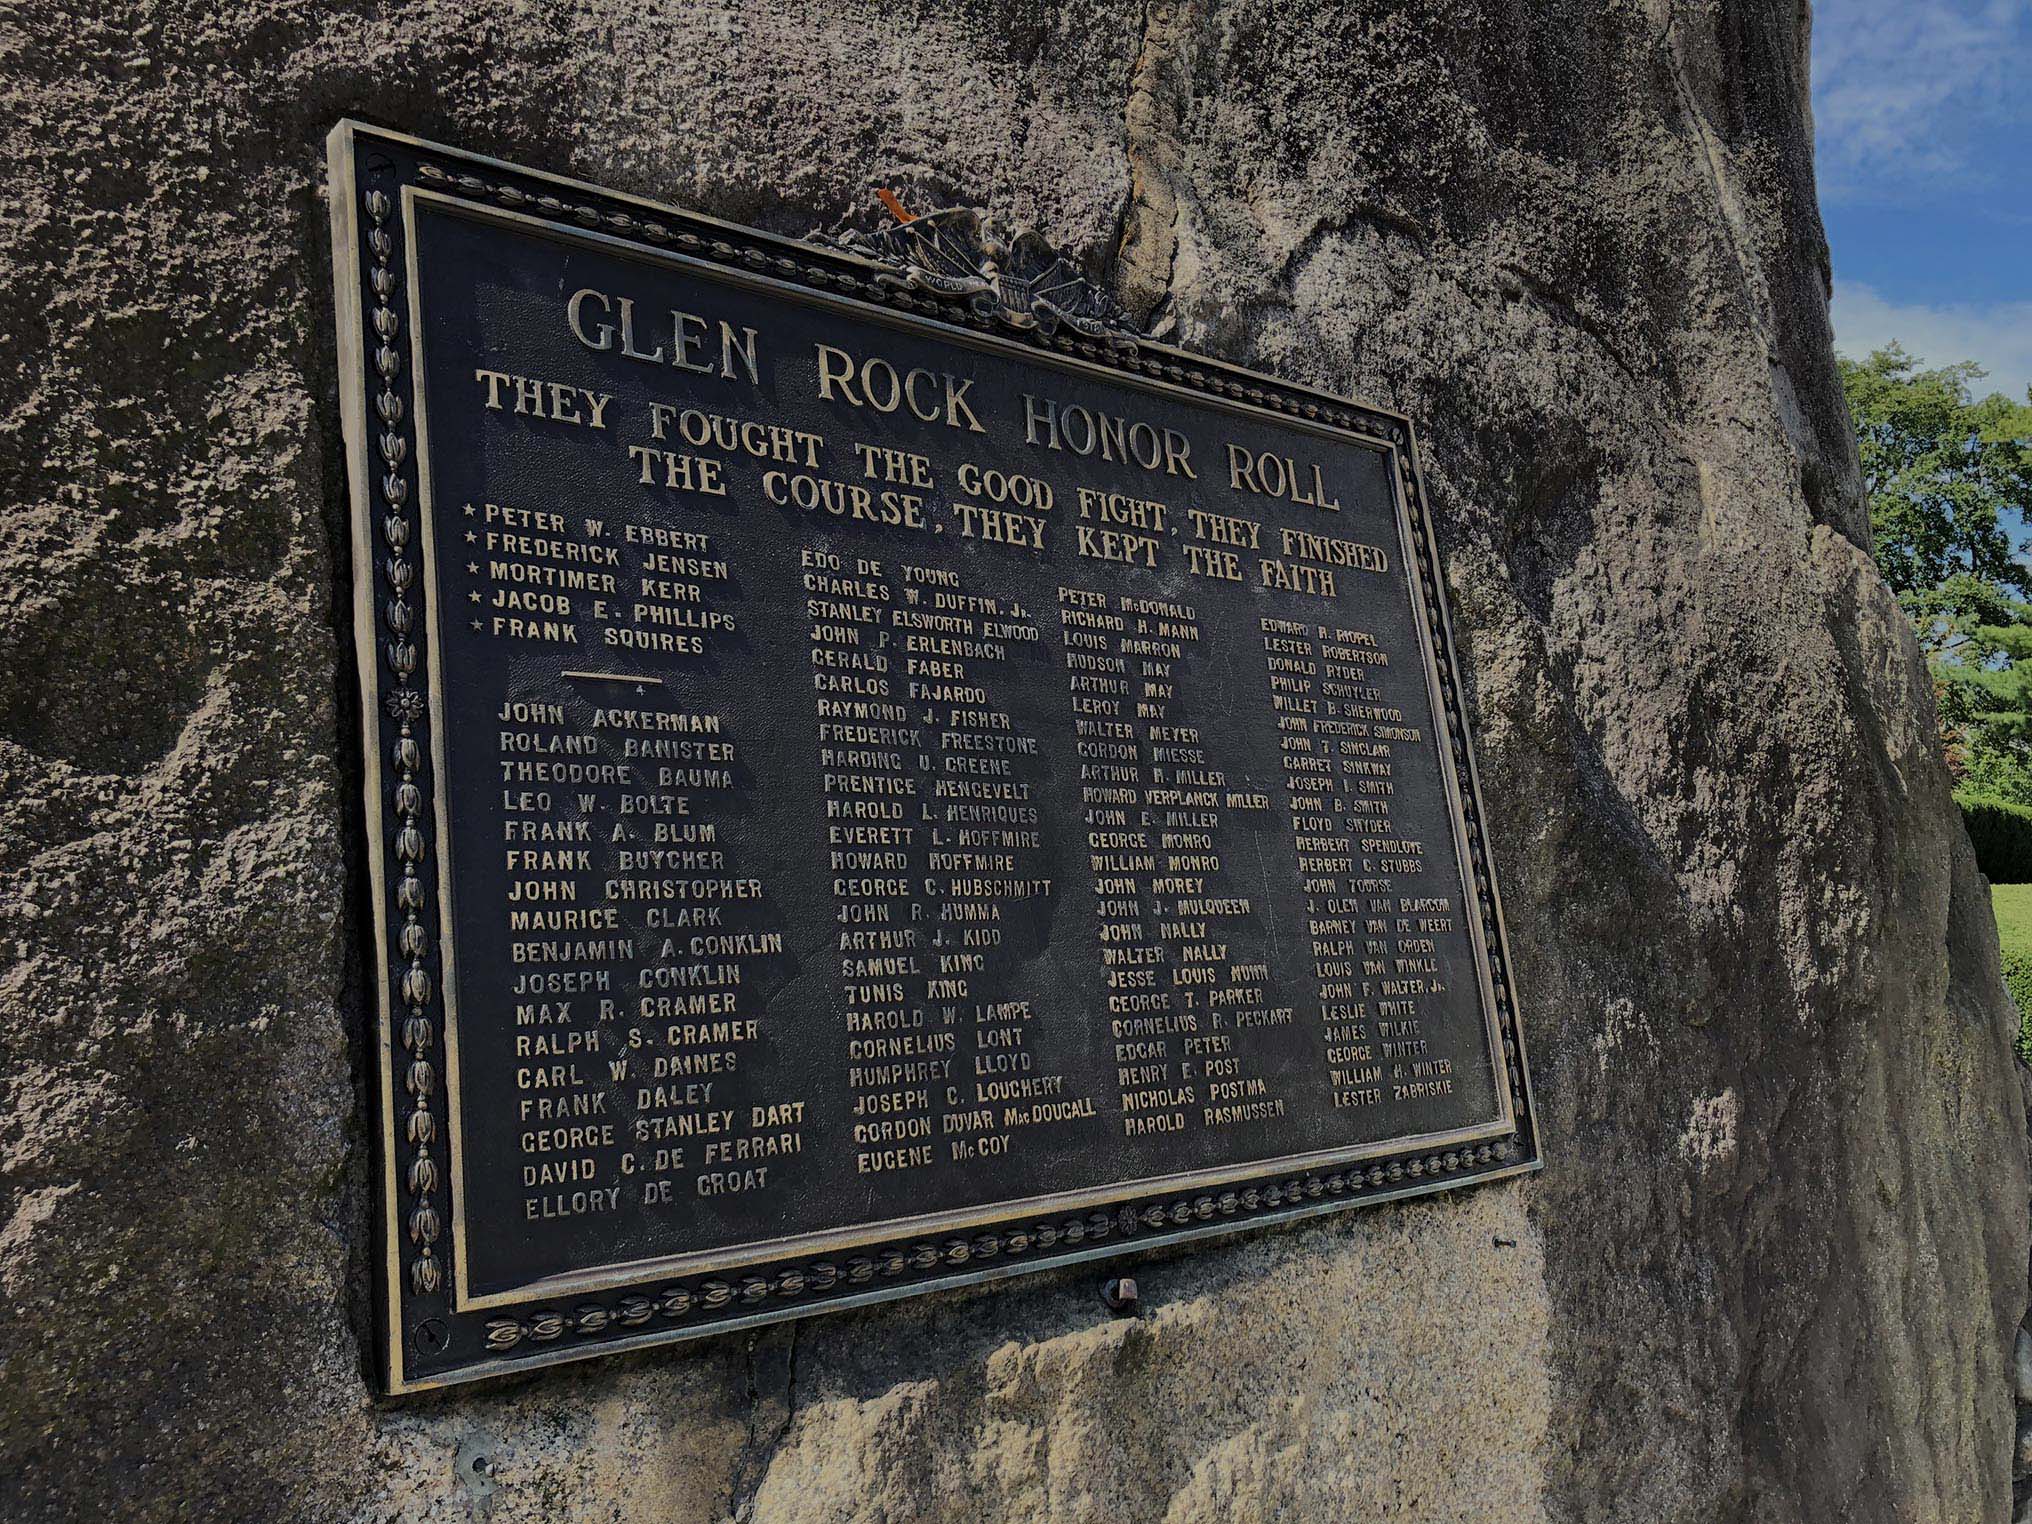 WORLD
1918
GLEN ROCK HONOR ROLL
THEY FOUGHT THE GOOD FIGHT, THEY FINISHED
THE COURSE, THEY KEPT THE FAITH
★ PETER W. EBBERT
★ FREDERICK JENSEN
★ MORTIMER KERR
★ JACOB E. PHILLIPS
★ FRANK SQUIRES
JOHN ACKERMAN
ROLAND BANISTER
THEODORE BAUMA
LEO W. BOLTE
FRANK A. BLUM
FRANK BUYCHER
JOHN CHRISTOPHER
MAURICE CLARK
BENJAMIN A. CONKLIN
JOSEPH CONKLIN
MAX R. CRAMER
RALPH S. CRAMER
CARL W. DAINES
FRANK DALEY
GEORGE STANLEY DART
DAVID C. DE FERRARI
ELLORY DE GROAT
EDO DE YOUNG
CHARLES W. DUFFIN, Jr.
STANLEY ELSWORTH ELWOOD
JOHN P. ERLENBACH
GERALD FABER
CARLOS FAJARDO
RAYMOND J. FISHER
FREDERICK FREESTONE
HARDING U. GREENE
PRENTICE HENGEVELT
HAROLD L. HENRIQUES
EVERETT L. HOFFMIRE
HOWARD HOFFMIRE
GEORGE C. HUBSCHMITT
JOHN R. HUMMA
ARTHUR J. KIDD
SAMUEL KING
TUNIS KING
HAROLD W. LAMPE
CORNELIUS LONT
HUMPHREY LLOYD
JOSEPH C. LOUGHERY
GORDON DUVAR MacDOUGALL
EUGENE McCOY
PETER McDONALD
RICHARD H. MANN
LOUIS MARRON
HUDSON MAY
ARTHUR MAY
LEROY MAY
WALTER MEYER
GORDON MIESSE
ARTHUR H. MILLER
HOWARD VERPLANCK MILLER
JOHN E. MILLER
GEORGE MONRO
WILLIAM MONRO
JOHN MOREY
JOHN J. MULQUEEN
JOHN NALLY
WALTER NALLY
JESSE LOUIS NUNN
GEORGE T. PARKER
CORNELIUS R. PECKART
EDGAR PETER
HENRY E. POST
NICHOLAS POSTMA
HAROLD RASMUSSEN
EDWARD H. RIOPEL
LESTER ROBERTSON
DONALD RYDER
PHILIP SCHUYLER
WILLET B. SHERWOOD
JOHN FREDERICK SIMONSON
JOHN T. SINCLAIR
GARRET SINKWAY
JOSEPH I. SMITH
JOHN B. SMITH
FLOYD SNYDER
HERBERT SPENDLOVE
HERBERT C. STUBBS
JOHN TOURSE
J. OLEN VAN BLARCOM
BARNEY VAN DE WEERT
RALPH VAN ORDEN
LOUIS VAN WINKLE
JOHN F. WALTER, Jr.
LESLIE WHITE
JAMES WILKIE
GEORGE WINTER
WILLIAM H. WINTER
LESTER ZABRISKIE